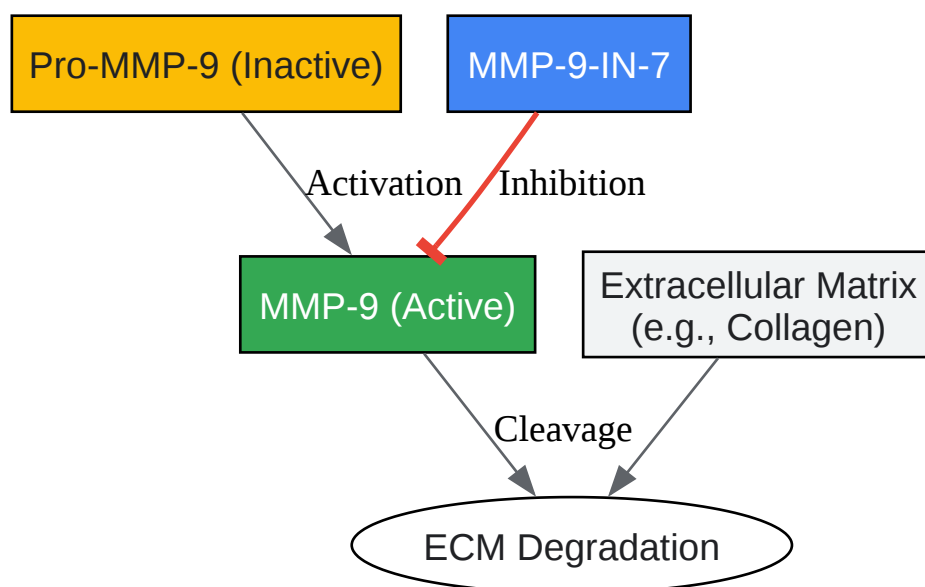 Pro-MMP-9 (Inactive)
MMP-9-IN-7
Activation
Inhibition
MMP-9 (Active)
Extracellular Matrix
(e.g., Collagen)
Cleavage
ECM Degradation